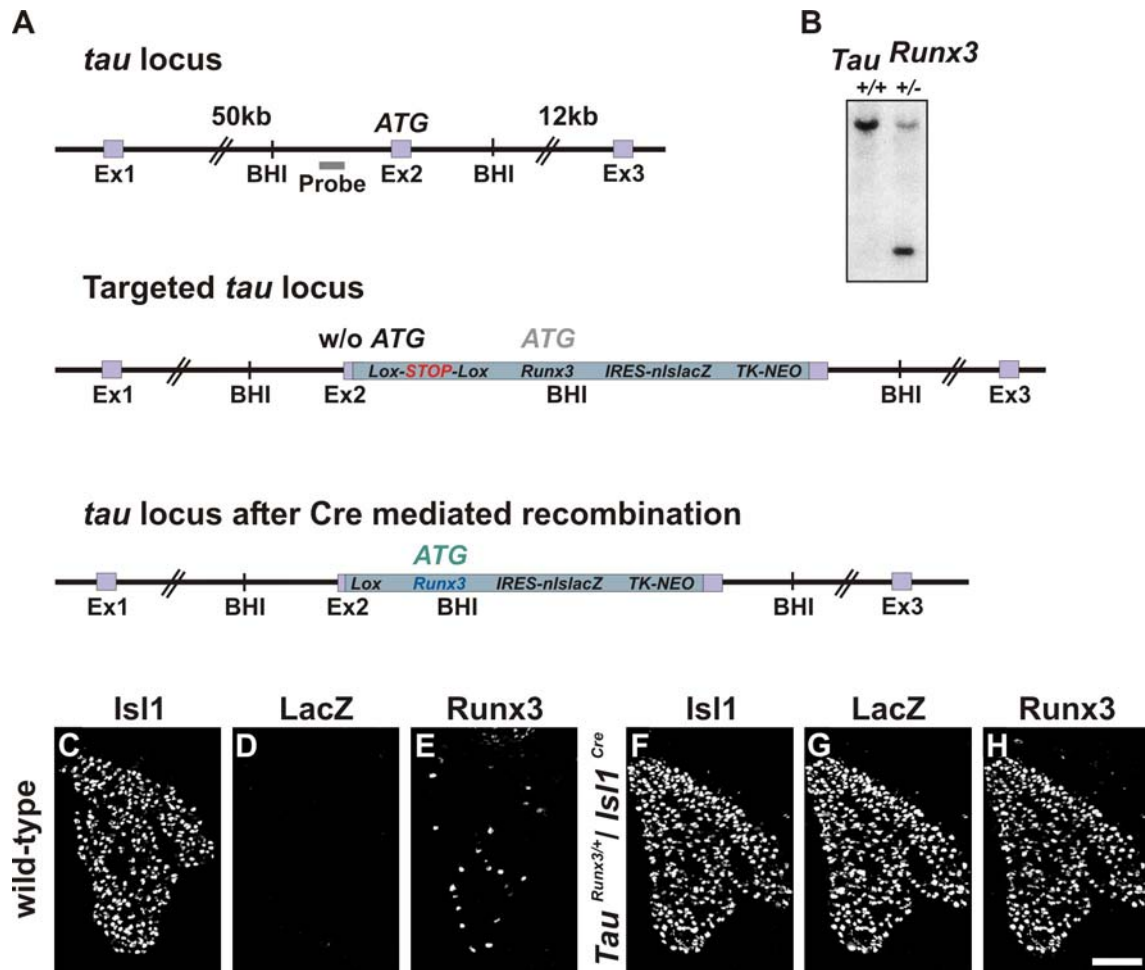 A
tau locus
50kb ATG 12kb
Ex1 BHI Probe Ex2 BHI Ex3
B
Tau Runx3
+/+ +/-
Targeted tau locus
w/o ATG ATG
Lox-STOP-Lox Runx3 IRES-nlslacZ TK-NEO
Ex1 BHI Ex2 BHI BHI Ex3
tau locus after Cre mediated recombination
ATG
Lox Runx3 IRES-nlslacZ TK-NEO
Ex1 BHI Ex2 BHI BHI Ex3
Isl1 LacZ Runx3 Isl1 LacZ Runx3
wild-type
C D E
Tau Runx3/+/ Isl1 Cre
F G H